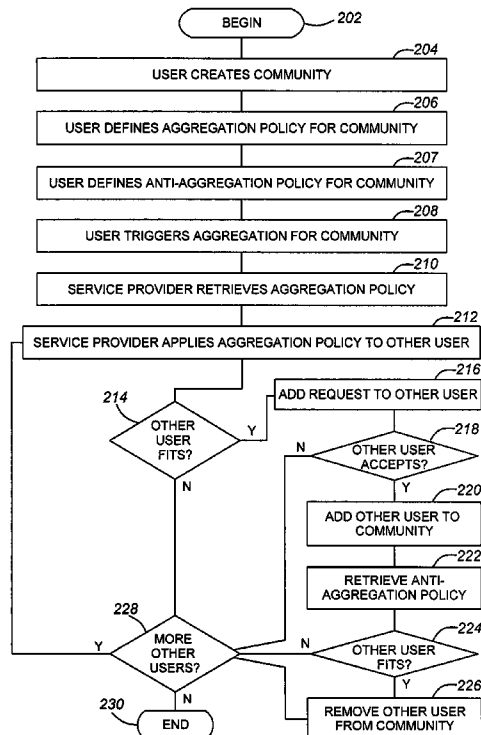 BEGIN
202
204
USER CREATES COMMUNITY
206
USER DEFINES AGGREGATION POLICY FOR COMMUNITY
207
USER DEFINES ANTI-AGGREGATION POLICY FOR COMMUNITY
208
USER TRIGGERS AGGREGATION FOR COMMUNITY
210
SERVICE PROVIDER RETRIEVES AGGREGATION POLICY
212
SERVICE PROVIDER APPLIES AGGREGATION POLICY TO OTHER USER
216
ADD REQUEST TO OTHER USER
214
OTHER
USER
FITS?
Y
N
218
OTHER USER
ACCEPTS?
N
Y
220
ADD OTHER USER TO
COMMUNITY
222
RETRIEVE ANTI-
AGGREGATION POLICY
224
OTHER USER
FITS?
N
Y
228
MORE
OTHER
USERS?
Y
N
226
REMOVE OTHER USER
FROM COMMUNITY
230
END